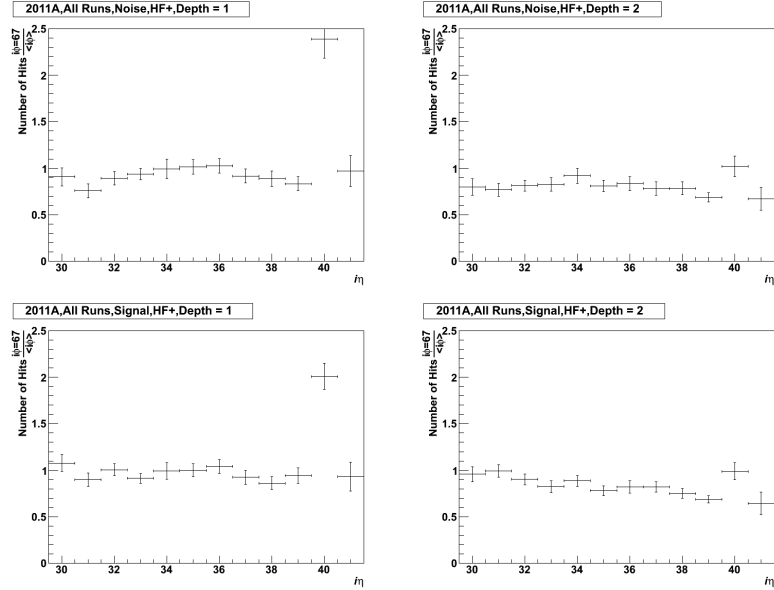 2011A,All Runs,Noise,HF+,Depth = 1
Number of Hits iϕ=67
<iϕ>
2.5
2
1.5
1
0.5
0
30 32 34 36 38 40
iη
2011A,All Runs,Noise,HF+,Depth = 2
Number of Hits iϕ=67
<iϕ>
2.5
2
1.5
1
0.5
0
30 32 34 36 38 40
iη
2011A,All Runs,Signal,HF+,Depth = 1
Number of Hits iϕ=67
<iϕ>
2.5
2
1.5
1
0.5
0
30 32 34 36 38 40
iη
2011A,All Runs,Signal,HF+,Depth = 2
Number of Hits iϕ=67
<iϕ>
2.5
2
1.5
1
0.5
0
30 32 34 36 38 40
iη